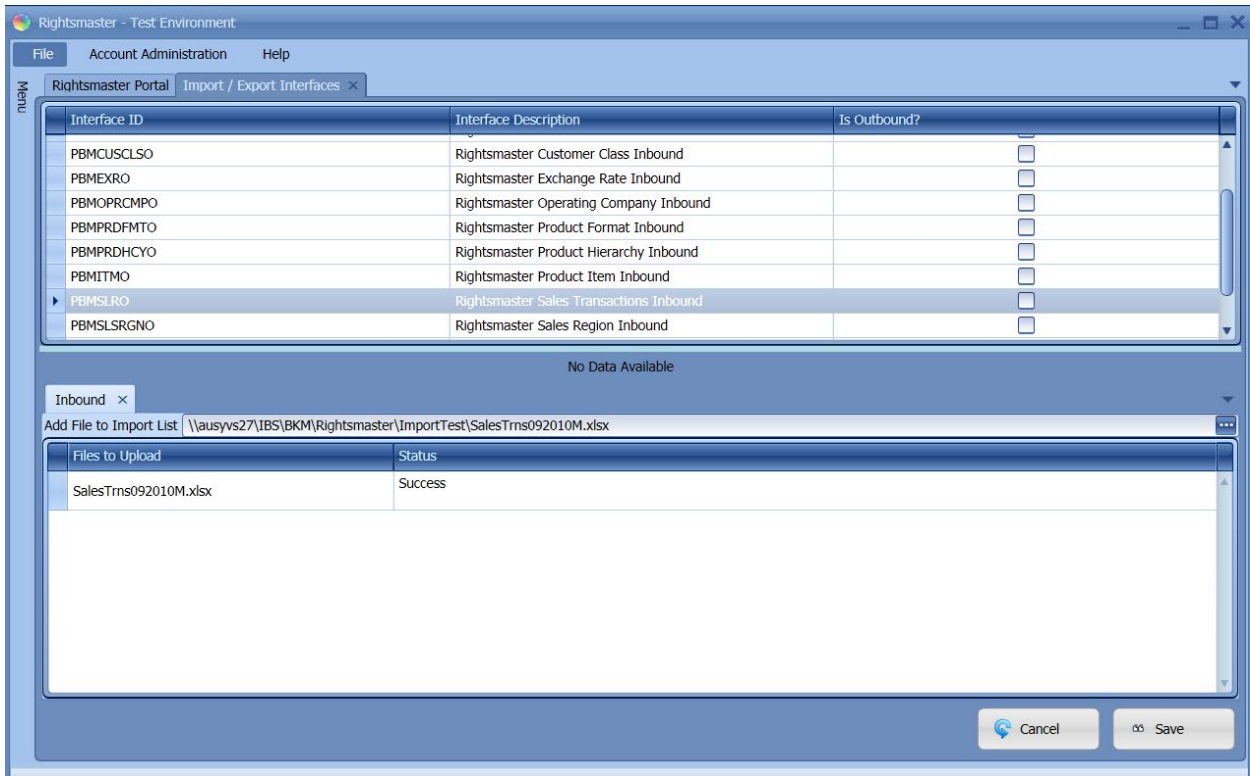 Rightsmaster - Test Environment
File Account Administration Help
Menu
Rightsmaster Portal Import / Export Interfaces
Interface ID Interface Description Is Outbound?
PBMCUSCLSO Rightsmaster Customer Class Inbound
PBMEXRO Rightsmaster Exchange Rate Inbound
PBMOPRCMPO Rightsmaster Operating Company Inbound
PBMPRDFMTO Rightsmaster Product Format Inbound
PBMPRDHCYO Rightsmaster Product Hierarchy Inbound
PBMITMO Rightsmaster Product Item Inbound
PBMSLRO Rightsmaster Sales Transactions Inbound
PBMSLSRGNO Rightsmaster Sales Region Inbound
No Data Available
Inbound
Add File to Import List \\ausyvs27\IBS\BKM\Rightsmaster\ImportTest\SalesTrns092010M.xlsx
Files to Upload Status
SalesTrns092010M.xlsx Success
Cancel Save